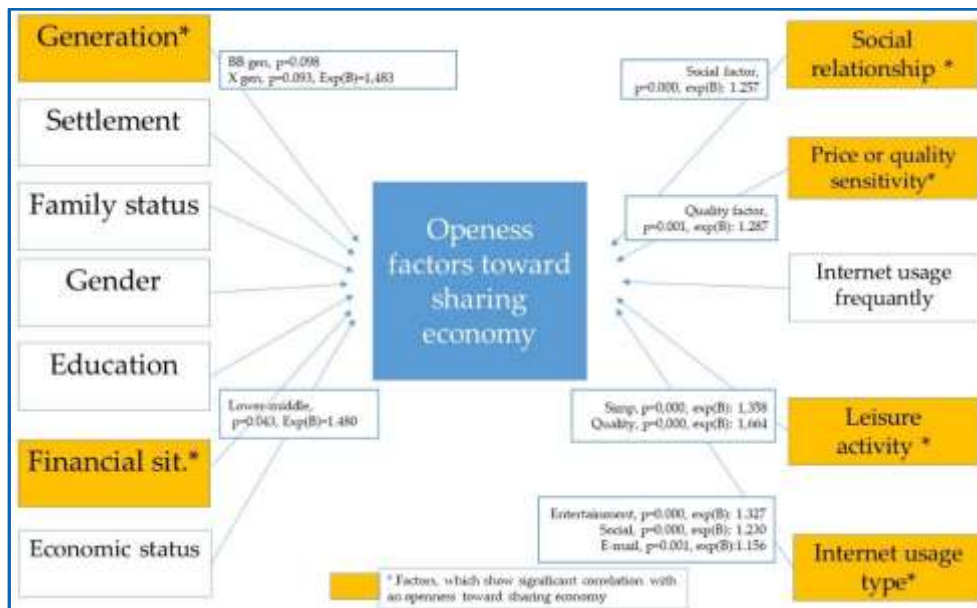 Generation*
Settlement
Family status
Gender
Education
Financial sit.*
Economic status
BB gen, p=0.098
X gen, p=0.093, Exp(B)=1,483
Lower-middle,
p=0.043, Exp(B)=1.480
Openess
factors toward
sharing
economy
Social factor,
p=0.000, exp(B): 1.257
Quality factor,
p=0.001, exp(B): 1.287
p=0,000, exp(B): 1,358
Quality, p=0,000, exp(B): 1,664
Entertainment, p=0.000, exp(B): 1.327
Social, p=0.000, exp(B): 1.230
E-mail, p=0.001, exp(B):1.156
Social
relationship *
Price or quality
sensitivity*
Internet usage
frequantly
Leisure
activity *
Internet usage
type*
* Factors, which show significant correlation with
an openness toward sharing economy